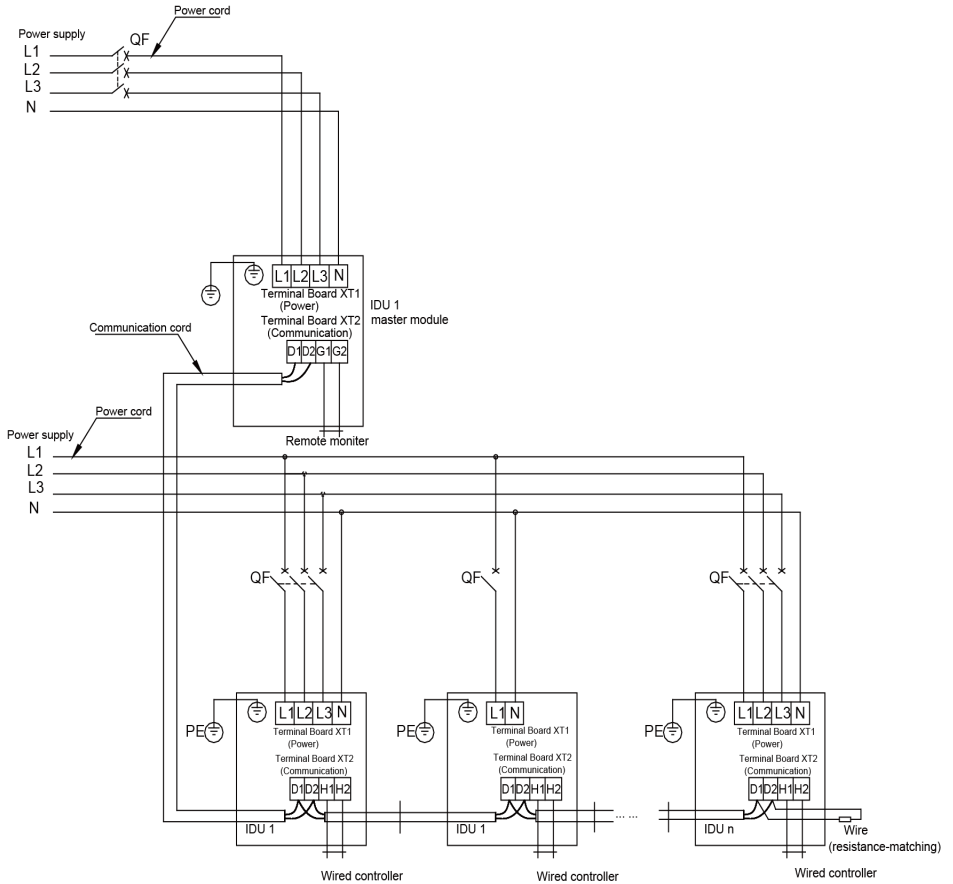 Power cord
Power supply
QF
L1
L2
L3
N
L1 L2 L3 N
Terminal Board XT1
(Power)
IDU 1
master module
Terminal Board XT2
(Communication)
D1 D2 G1 G2
Communication cord
Remote moniter
Power cord
Power supply
L1
L2
L3
N
QF QF QF
PE L1 L2 L3 N
Terminal Board XT1
(Power)
Terminal Board XT2
(Communication)
D1 D2 H1 H2
IDU 1
Wired controller
PE L1 N
Terminal Board XT1
(Power)
Terminal Board XT2
(Communication)
D1 D2 H1 H2
IDU 1
Wired controller
... ...
PE L1 L2 L3 N
Terminal Board XT1
(Power)
Terminal Board XT2
(Communication)
D1 D2 H1 H2
IDU n
Wire
(resistance-matching)
Wired controller